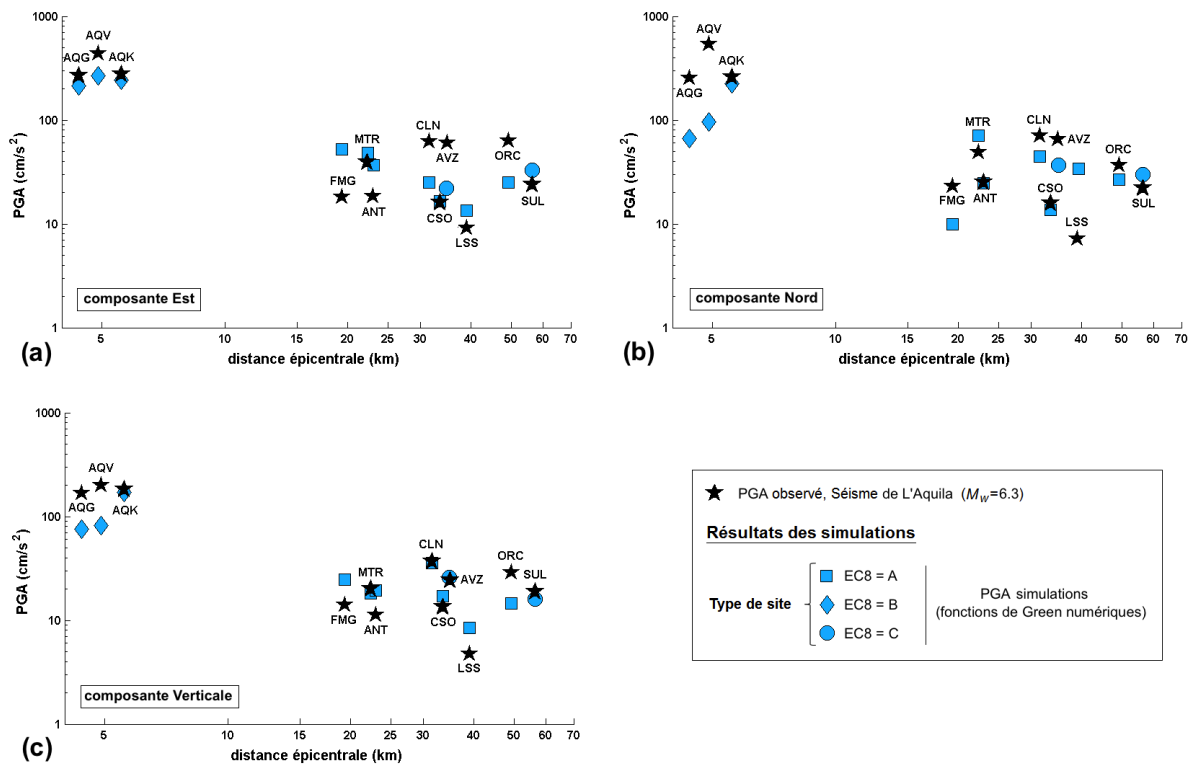 1000
100
10
1
PGA (cm/s²)
AQV
AQG
AQK
MTR
FMG
ANT
CLN
AVZ
CSO
LSS
ORC
SUL
composante Est
5
10
15
20
25
30
40
50
60
70
distance épicentrale (km)
(a)
1000
100
10
1
PGA (cm/s²)
AQV
AQK
AQG
MTR
FMG
ANT
CLN
AVZ
CSO
LSS
ORC
SUL
composante Nord
5
10
15
20
25
30
40
50
60
70
distance épicentrale (km)
(b)
1000
100
10
1
PGA (cm/s²)
AQV
AQG
AQK
MTR
FMG
ANT
CLN
AVZ
CSO
LSS
ORC
SUL
composante Verticale
5
10
15
20
25
30
40
50
60
70
distance épicentrale (km)
(c)
PGA observé, Séisme de L'Aquila (Mw=6.3)
Résultats des simulations
Type de site
EC8 = A
EC8 = B
EC8 = C
PGA simulations
(fonctions de Green numériques)